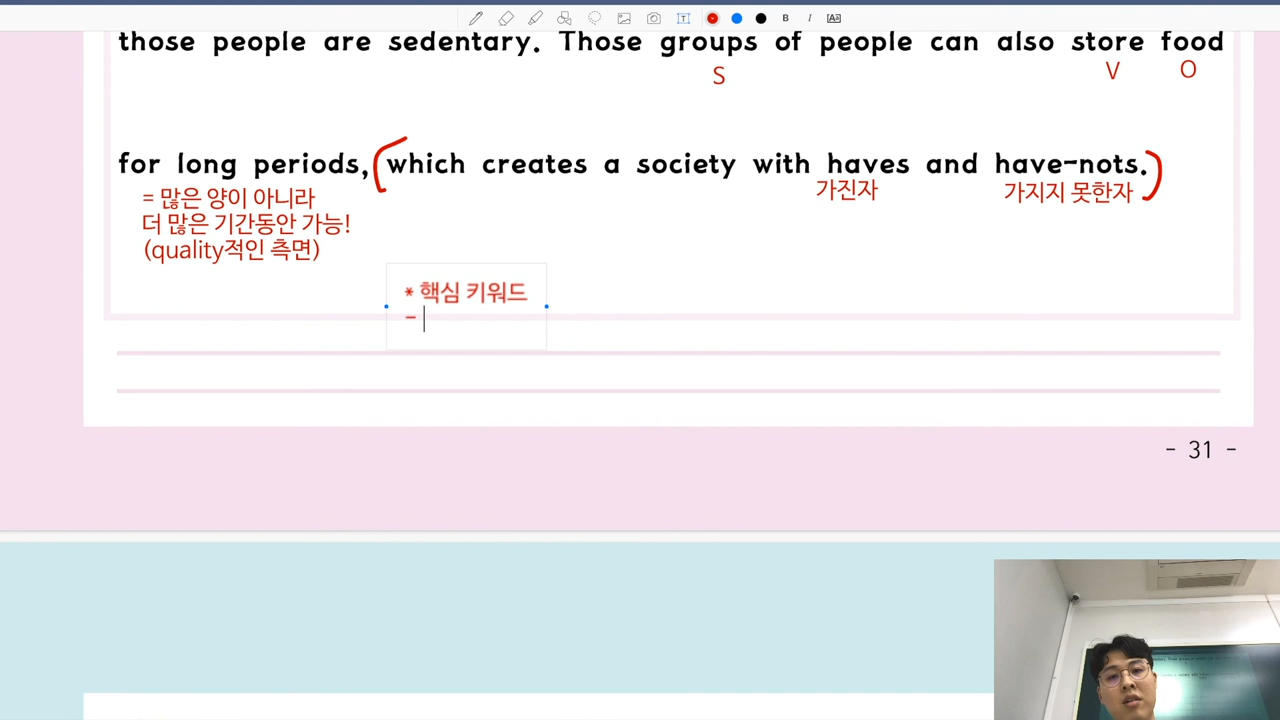 B I A
those people are sedentary. Those groups of people can also store food
S V O
for long periods, which creates a society with haves and have-nots.
가진자 가지지 못한자
= 많은 양이 아니라
더 많은 기간동안 가능!
(quality적인 측면)
* 핵심 키워드
-
- 31 -